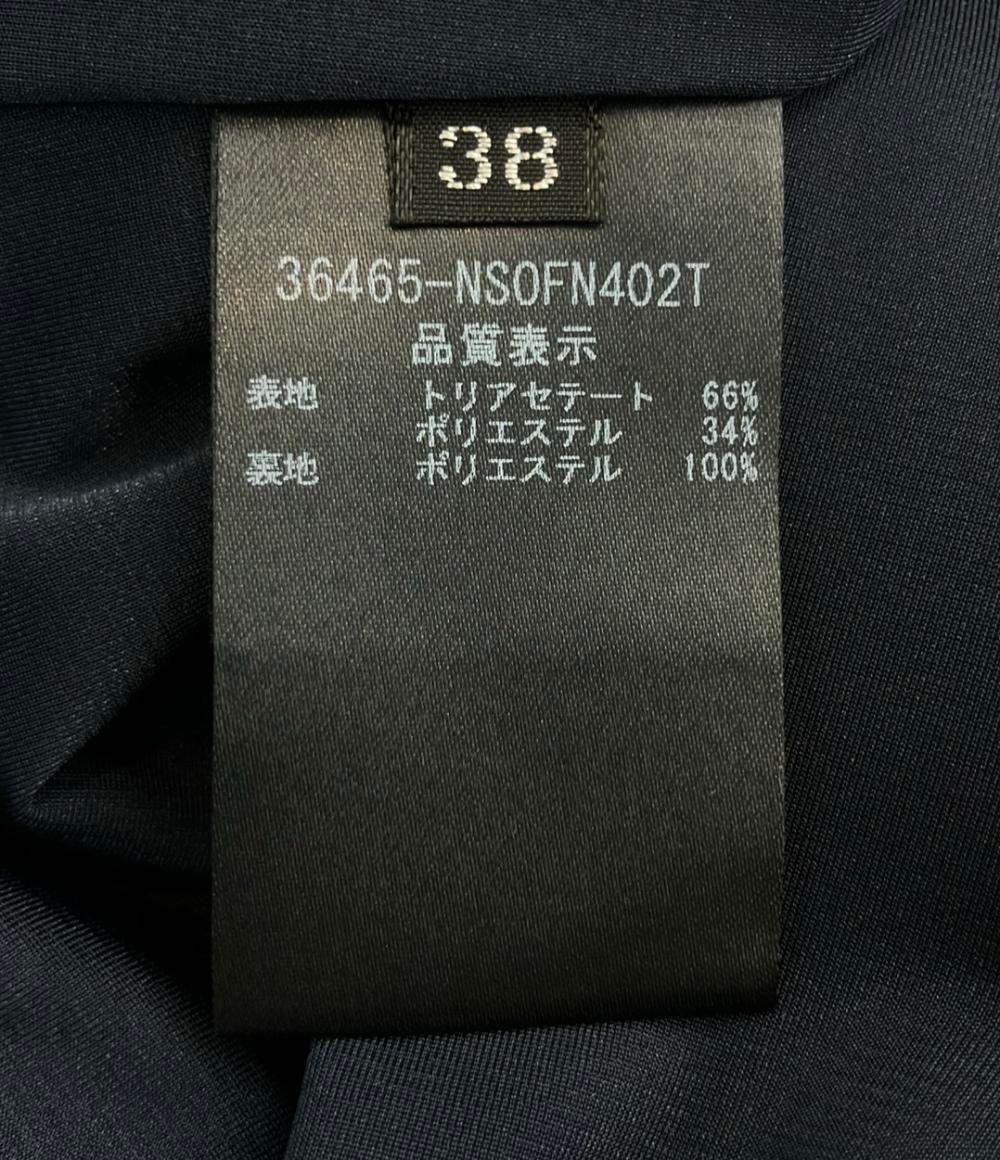 38
36465-NSOFN402T
品質表示
表地 トリアセテート 66%
ポリエステル 34%
裏地 ポリエステル 100%